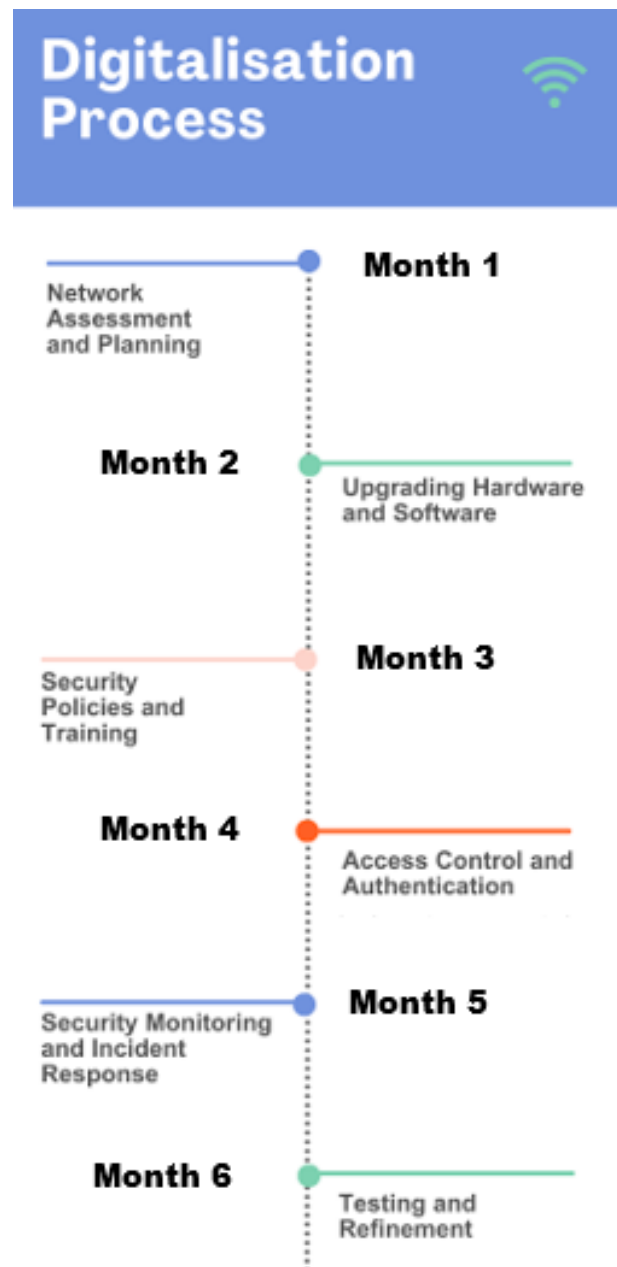 Digitalisation
Process
Month 1
Network
Assessment
and Planning
Month 2
Upgrading Hardware
and Software
Month 3
Security
Policies and
Training
Month 4
Access Control and
Authentication
Month 5
Security Monitoring
and Incident
Response
Month 6
Testing and
Refinement